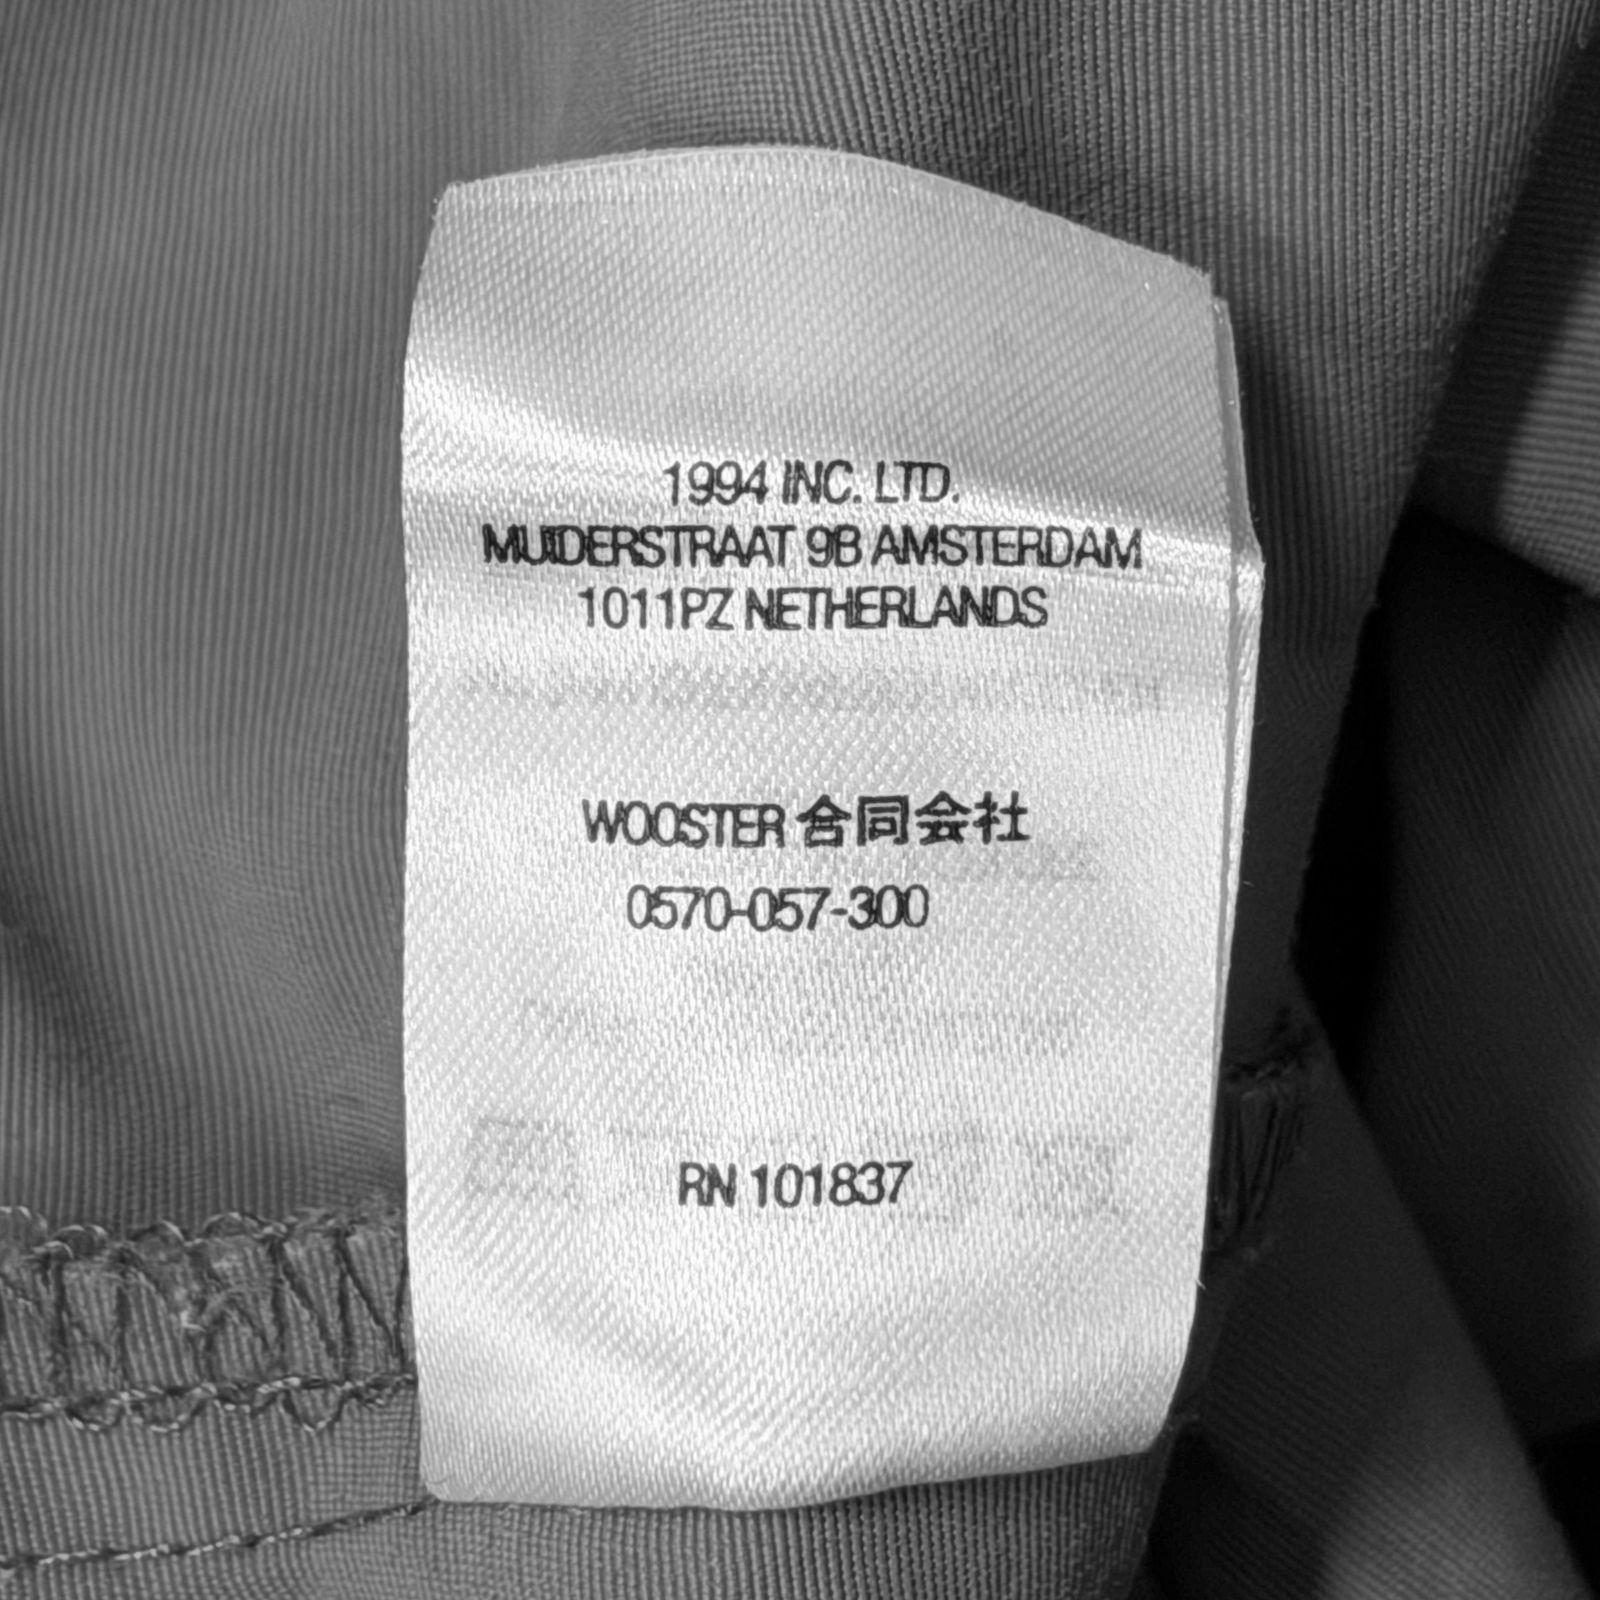 1994 INC. LTD.
MUIDERSTRAAT 9B AMSTERDAM
1011PZ NETHERLANDS
WOOSTER 合同会社
0570-057-300
RN 101837